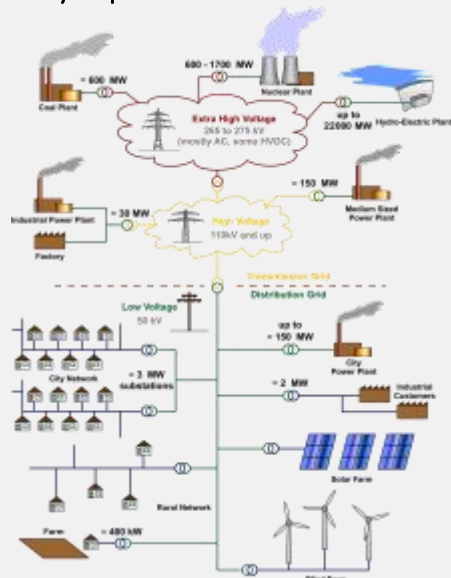 ≈ 600 MW
600 - 1700 MW
Coal Plant
Nuclear Plant
Extra High Voltage
265 to 275 kV
(mostly AC, some HVDC)
up to
22000 MW
Hydro-Electric Plant
≈ 150 MW
Industrial Power Plant
≈ 30 MW
High Voltage
110kV and up
Medium Sized
Power Plant
Factory
Transmission Grid
Distribution Grid
Low Voltage
50 kV
up to
≈ 150 MW
City Network
≈ 3 MW
substations
City
Power Plant
≈ 2 MW
Industrial
Customers
Solar Farm
Rural Network
Farm
≈ 400 kW